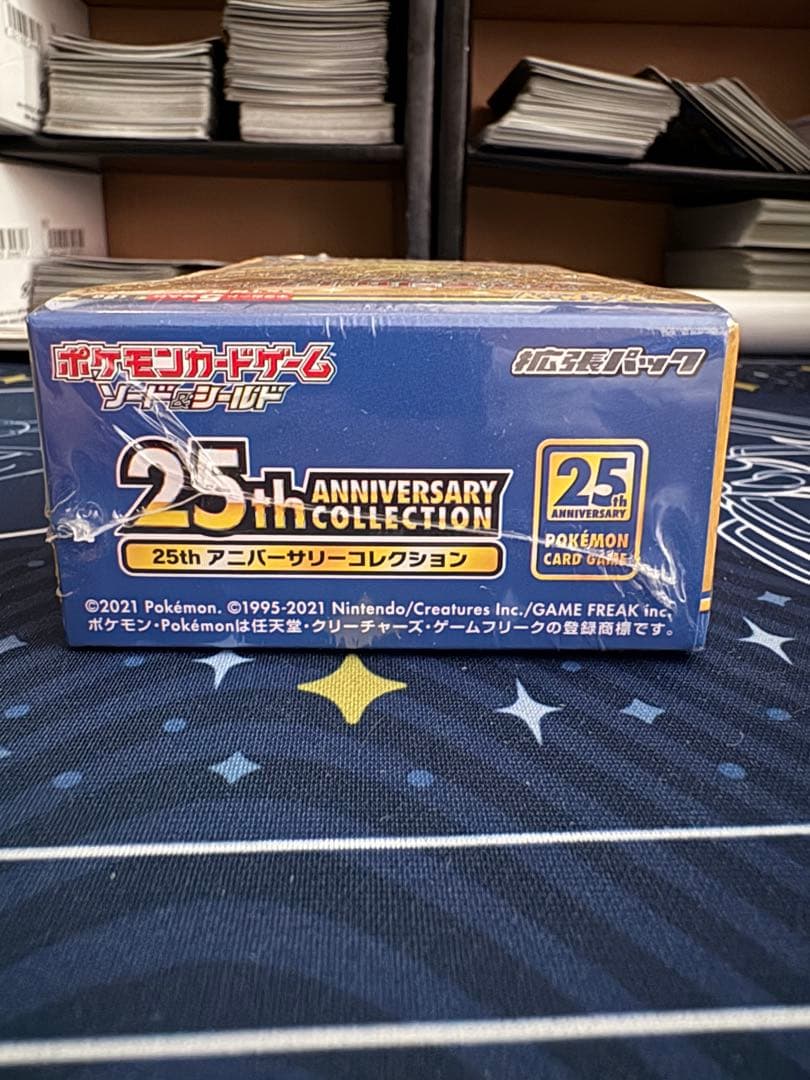 ポケモンカードゲーム
ソード&シールド
拡張パック
25th ANNIVERSARY
COLLECTION
25th アニバーサリーコレクション
25th
ANNIVERSARY
POKÉMON
CARD GAME
©2021 Pokémon. ©1995-2021 Nintendo/Creatures Inc./GAME FREAK inc.
ポケモン・Pokémonは任天堂・クリーチャーズ・ゲームフリークの登録商標です。